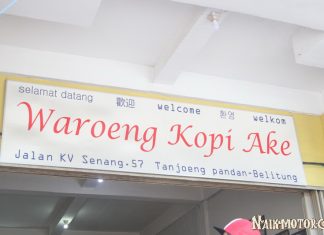 selamat datang 歡迎 welcome 환영 welkom
Waroeng Kopi Ake
Jalan KV Senang.57 Tanjoeng pandan-Belitung